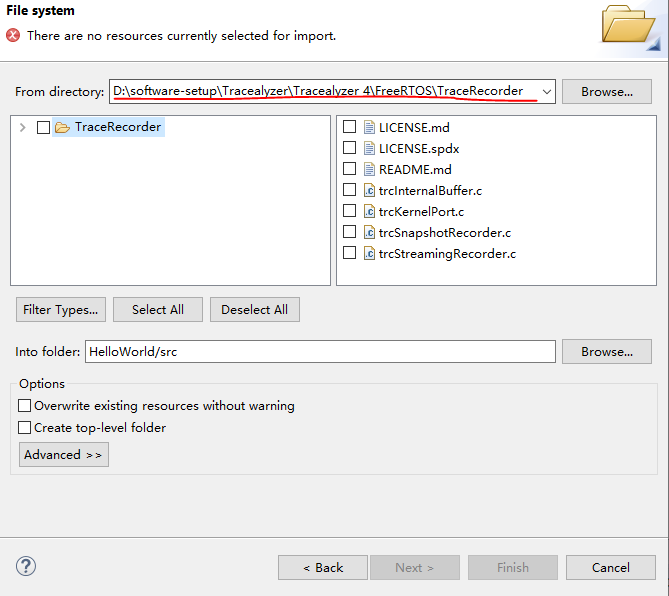 File system
There are no resources currently selected for import.
From directory: D:\software-setup\Tracealyzer\Tracealyzer 4\FreeRTOS\TraceRecorder Browse...
TraceRecorder
LICENSE.md
LICENSE.spdx
README.md
trcInternalBuffer.c
trcKernelPort.c
trcSnapshotRecorder.c
trcStreamingRecorder.c
Filter Types... Select All Deselect All
Into folder: HelloWorld/src Browse...
Options
Overwrite existing resources without warning
Create top-level folder
Advanced >>
? < Back Next > Finish Cancel